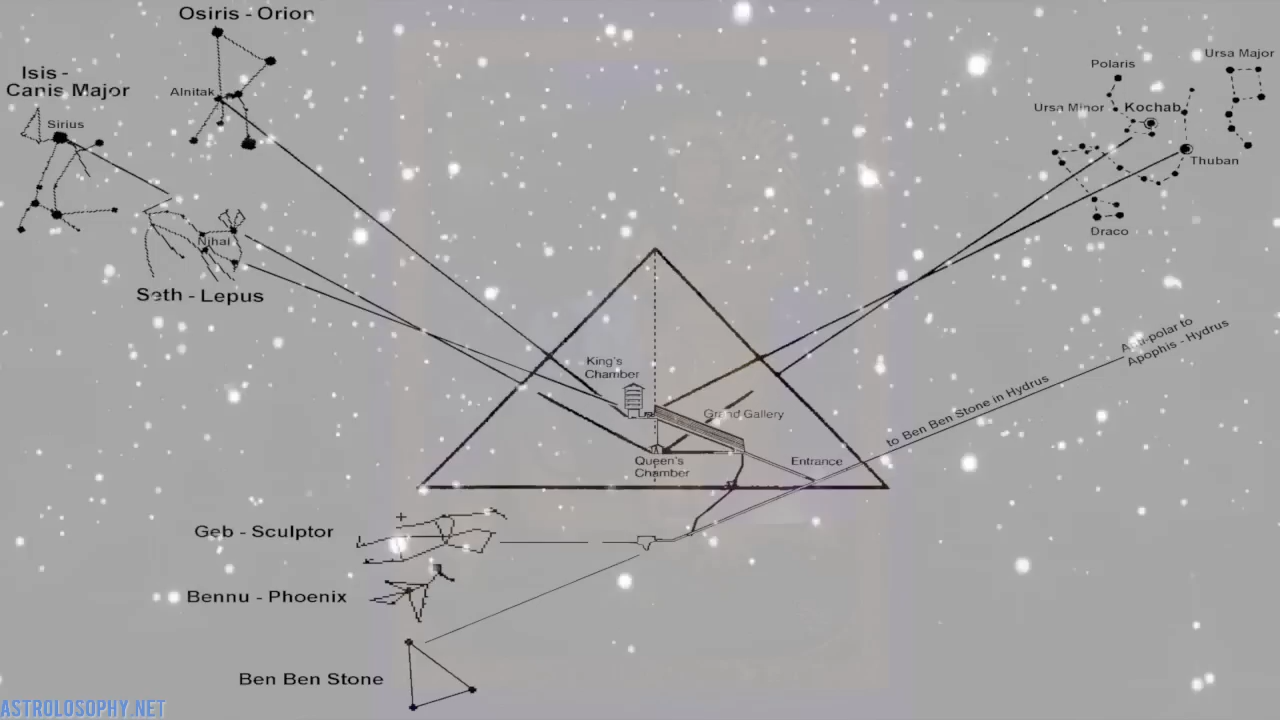 Osiris - Orion
Isis -
Canis Major
Sirius
Alnitak
Nihal
Seth - Lepus
Ursa Major
Polaris
Ursa Minor
Kochab
Thuban
Draco
King's
Chamber
Grand Gallery
Queen's
Chamber
Entrance
to Ben Ben Stone in Hydrus
to
Apophis - Hydrus
Geb - Sculptor
Bennu - Phoenix
Ben Ben Stone
ASTROLOSOPHY.NET